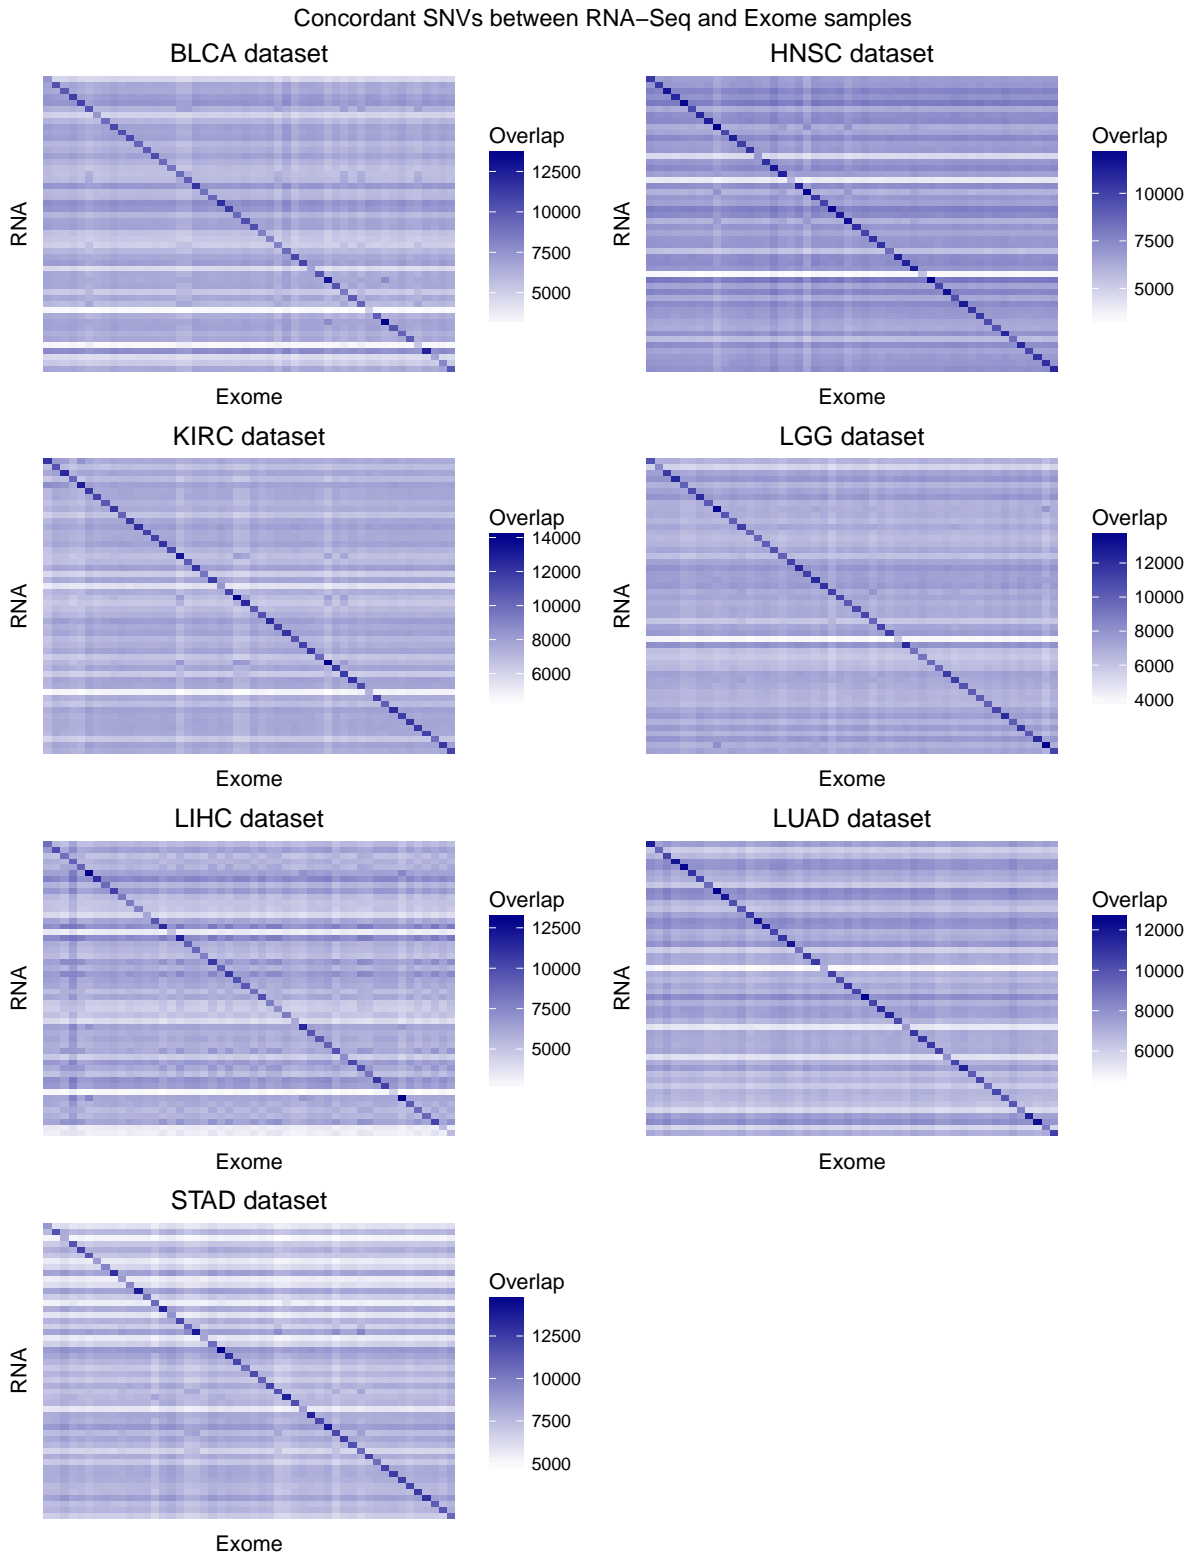 Concordant SNVs between RNA−Seq and Exome samples
BLCA dataset
RNA
Exome
Overlap
12500
10000
7500
5000
HNSC dataset
RNA
Exome
Overlap
10000
7500
5000
KIRC dataset
RNA
Exome
Overlap
14000
12000
10000
8000
6000
LGG dataset
RNA
Exome
Overlap
12000
10000
8000
6000
4000
LIHC dataset
RNA
Exome
Overlap
12500
10000
7500
5000
LUAD dataset
RNA
Exome
Overlap
12000
10000
8000
6000
STAD dataset
RNA
Exome
Overlap
12500
10000
7500
5000